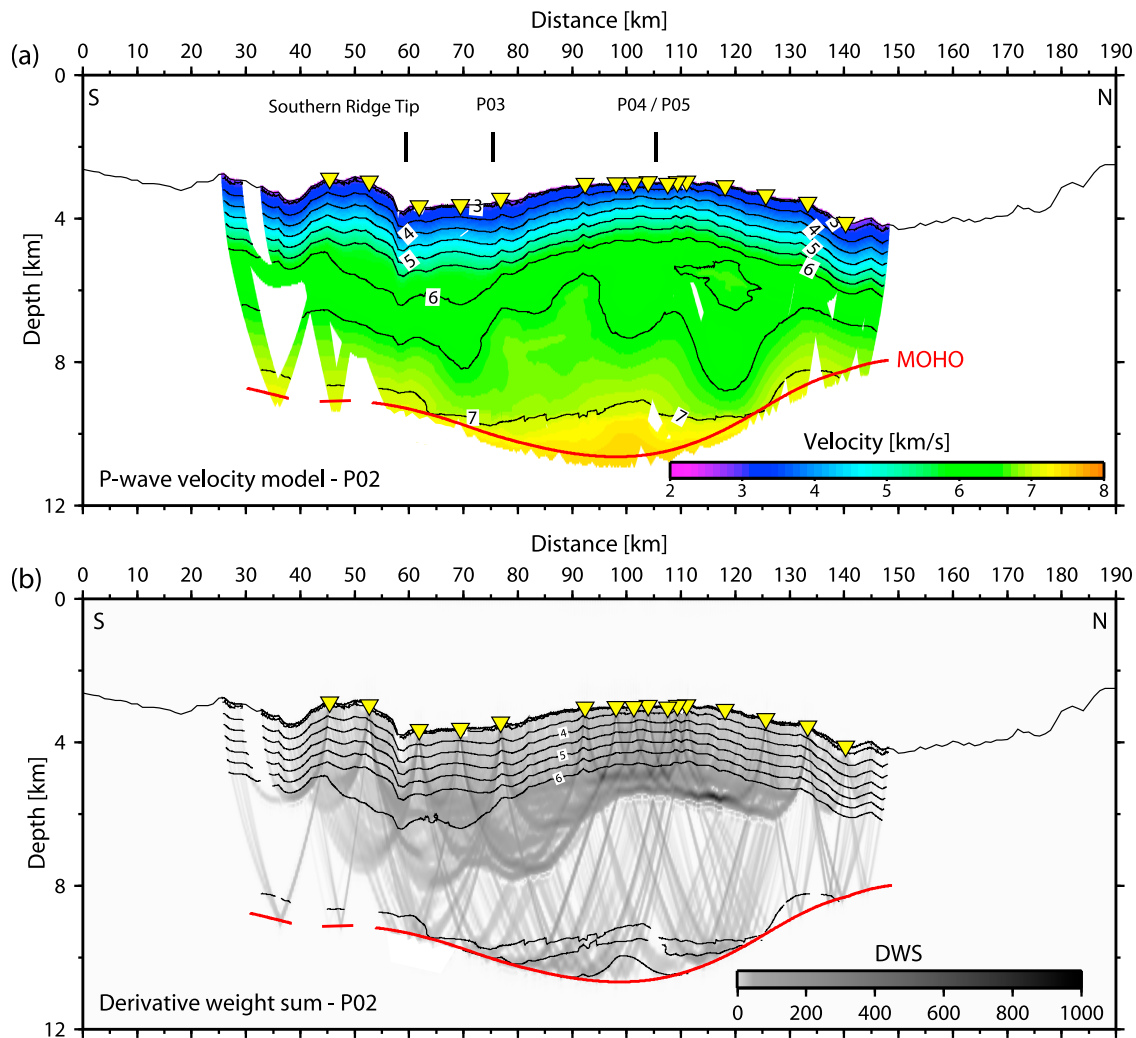 Distance [km]
(a)
0 10 20 30 40 50 60 70 80 90 100 110 120 130 140 150 160 170 180 190
0
S
N
Southern Ridge Tip
P03
P04 / P05
Depth [km]
4
3
3
4
4
5
5
6
6
8
MOHO
7
7
Velocity [km/s]
2 3 4 5 6 7 8
P-wave velocity model - P02
12
Distance [km]
(b)
0 10 20 30 40 50 60 70 80 90 100 110 120 130 140 150 160 170 180 190
0
S
N
Depth [km]
4
4
5
6
8
DWS
0 200 400 600 800 1000
Derivative weight sum - P02
12